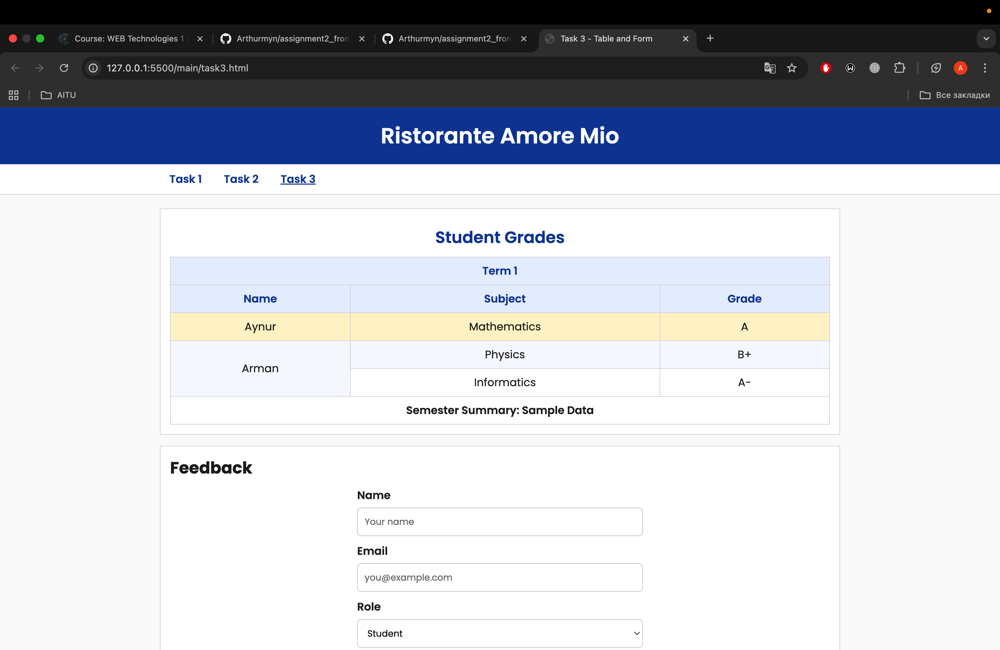 Course: WEB Technologies 1
Arthurmyn/assignment2_fron
Arthurmyn/assignment2_fron
Task 3 - Table and Form
127.0.0.1:5500/main/task3.html
A
AITU
Все закладки
Ristorante Amore Mio
Task 1 Task 2 Task 3
Student Grades
Term 1
Name Subject Grade
Aynur Mathematics A
Arman Physics B+
Informatics A-
Semester Summary: Sample Data
Feedback
Name
Your name
Email
you@example.com
Role
Student